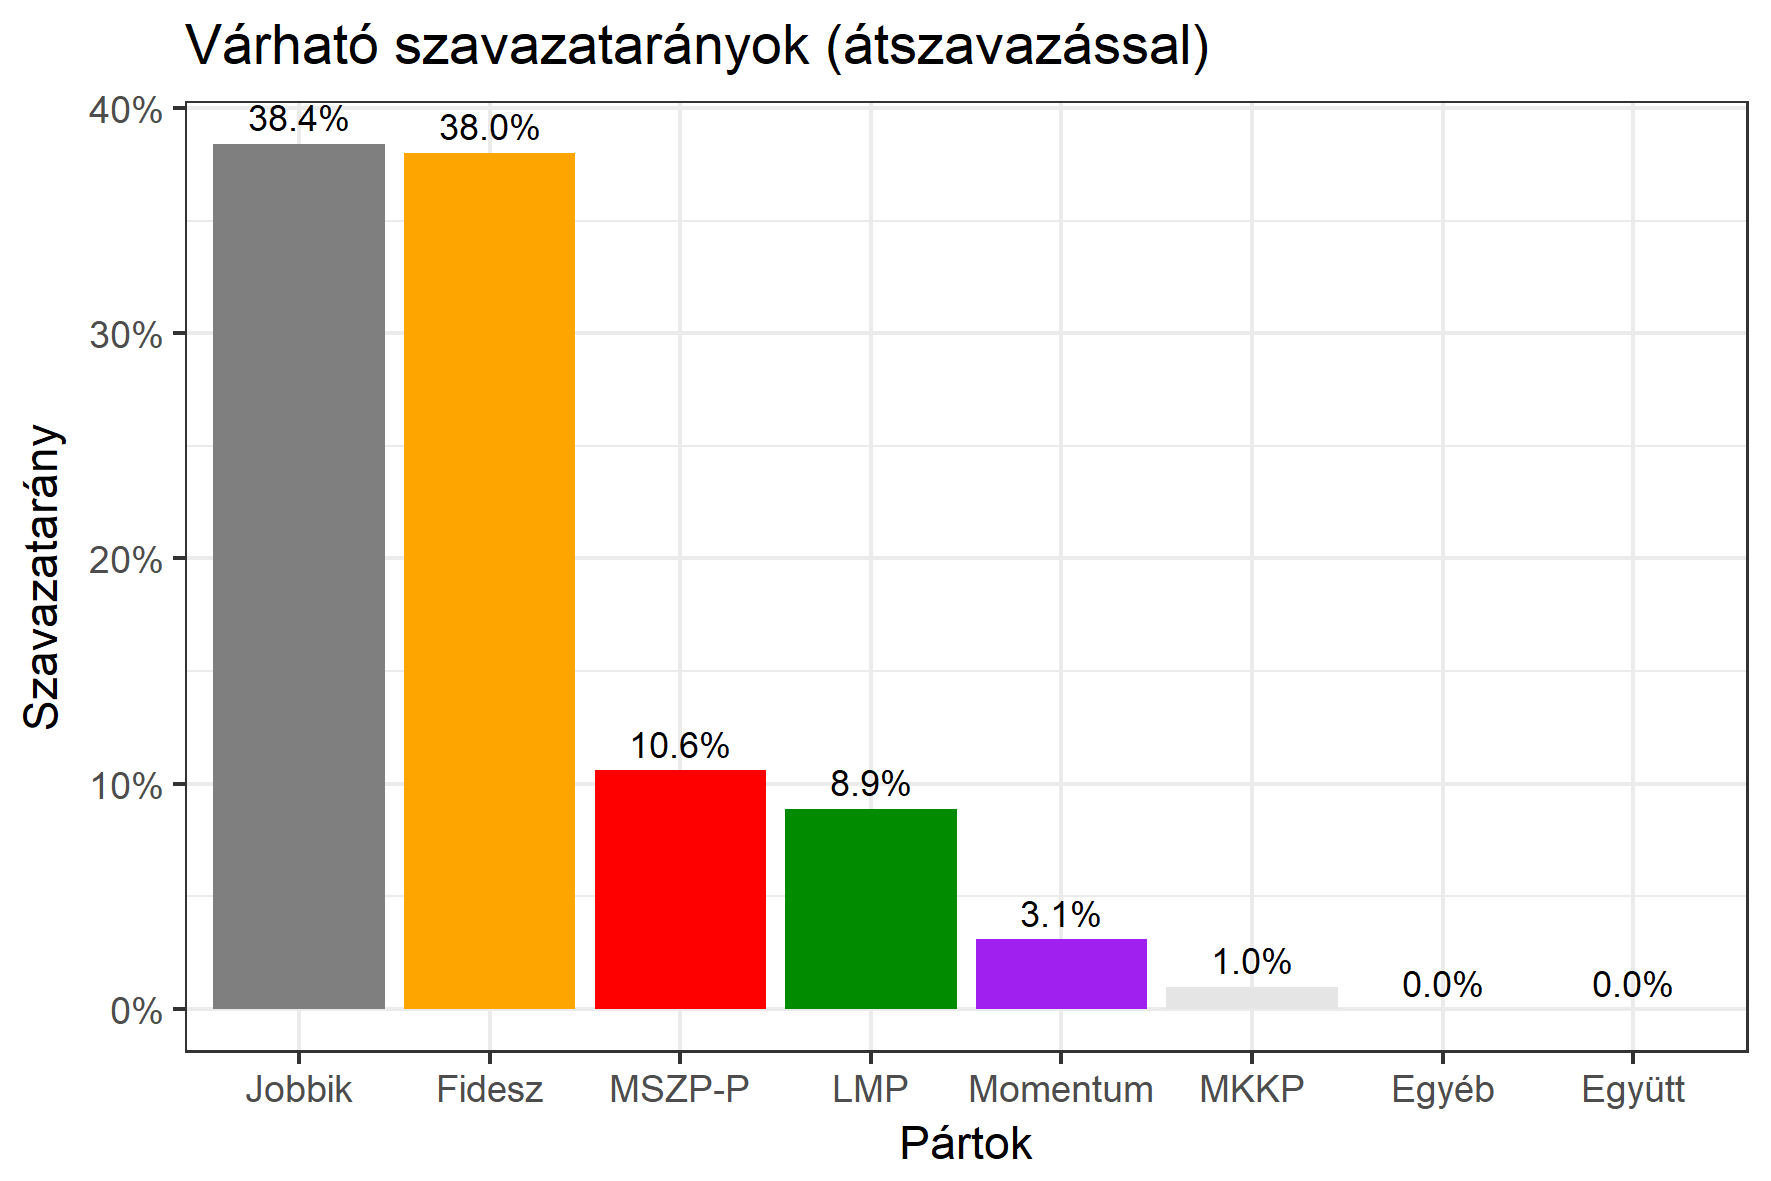 Várható szavazatarányok (átszavazással)
Szavazatarány
40%
30%
20%
10%
0%
38.4%
38.0%
10.6%
8.9%
3.1%
1.0%
0.0%
0.0%
Jobbik
Fidesz
MSZP-P
LMP
Momentum
MKKP
Egyéb
Együtt
Pártok